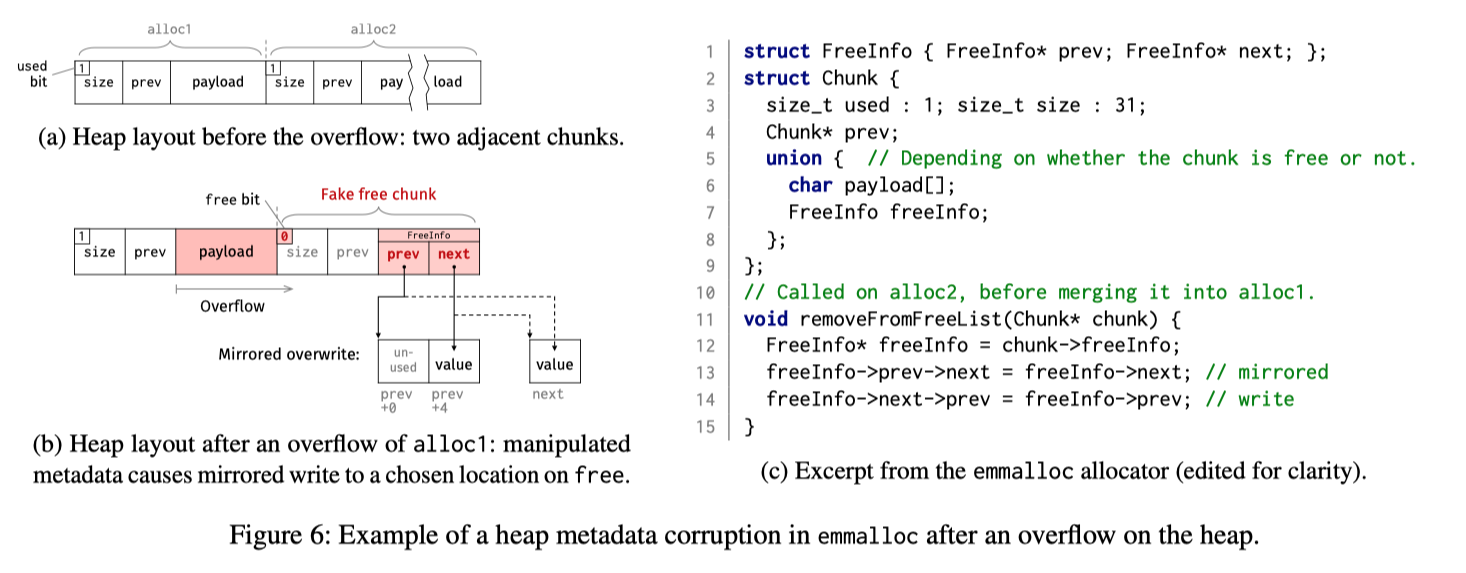 alloc1 alloc2
used bit
1 size prev payload 1 size prev pay load
(a) Heap layout before the overflow: two adjacent chunks.
free bit Fake free chunk
1 size prev payload 0 size prev FreeInfo prev next
Overflow
Mirrored overwrite: un-used value value
prev +0 prev +4 next
(b) Heap layout after an overflow of alloc1: manipulated
metadata causes mirrored write to a chosen location on free.
1 struct FreeInfo { FreeInfo* prev; FreeInfo* next; };
2 struct Chunk {
3 size_t used : 1; size_t size : 31;
4 Chunk* prev;
5 union { // Depending on whether the chunk is free or not.
6 char payload[];
7 FreeInfo freeInfo;
8 };
9 };
10 // Called on alloc2, before merging it into alloc1.
11 void removeFromFreeList(Chunk* chunk) {
12 FreeInfo* freeInfo = chunk->freeInfo;
13 freeInfo->prev->next = freeInfo->next; // mirrored
14 freeInfo->next->prev = freeInfo->prev; // write
15 }
(c) Excerpt from the emmalloc allocator (edited for clarity).
Figure 6: Example of a heap metadata corruption in emmalloc after an overflow on the heap.